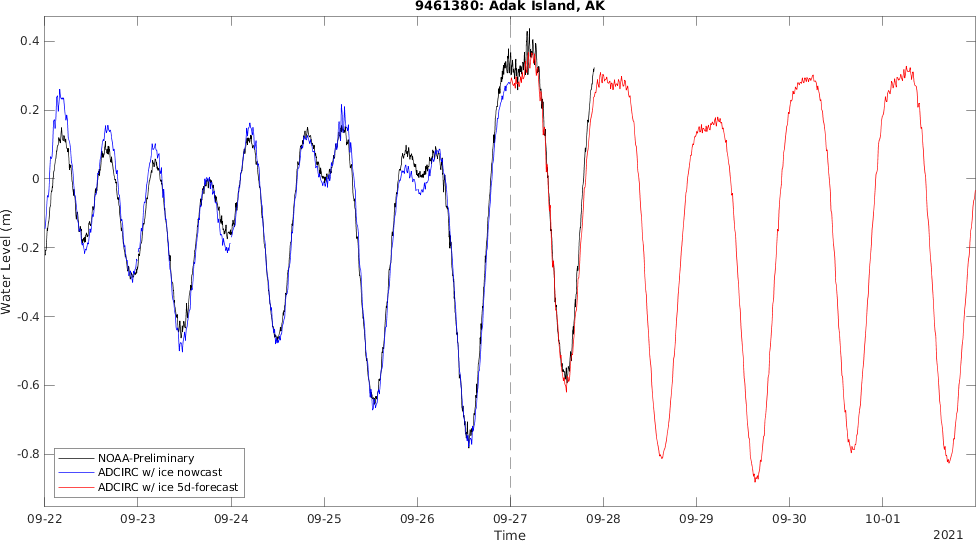 9461380: Adak Island, AK
0.4
0.2
0
-0.2
-0.4
-0.6
-0.8
Water Level (m)
NOAA-Preliminary
ADCIRC w/ ice nowcast
ADCIRC w/ ice 5d-forecast
09-22 09-23 09-24 09-25 09-26 09-27 09-28 09-29 09-30 10-01
Time
2021